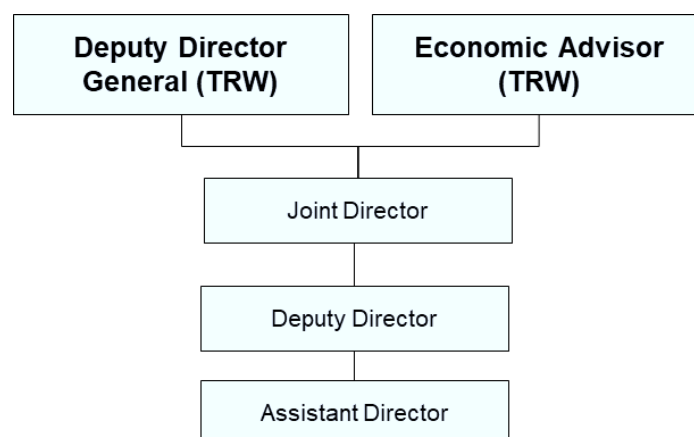 Deputy Director
General (TRW)
Economic Advisor
(TRW)
Joint Director
Deputy Director
Assistant Director